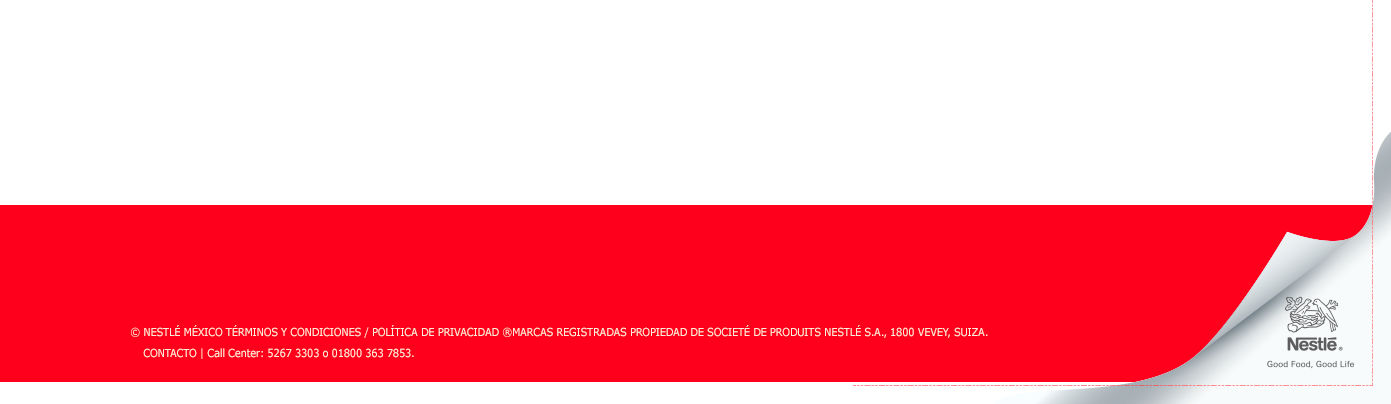 © NESTLÉ MÉXICO TÉRMINOS Y CONDICIONES / POLÍTICA DE PRIVACIDAD ®MARCAS REGISTRADAS PROPIEDAD DE SOCIETÉ DE PRODUITS NESTLÉ S.A., 1800 VEVEY, SUIZA.
CONTACTO | Call Center: 5267 3303 o 01800 363 7853.
Nestlé®
Good Food, Good Life